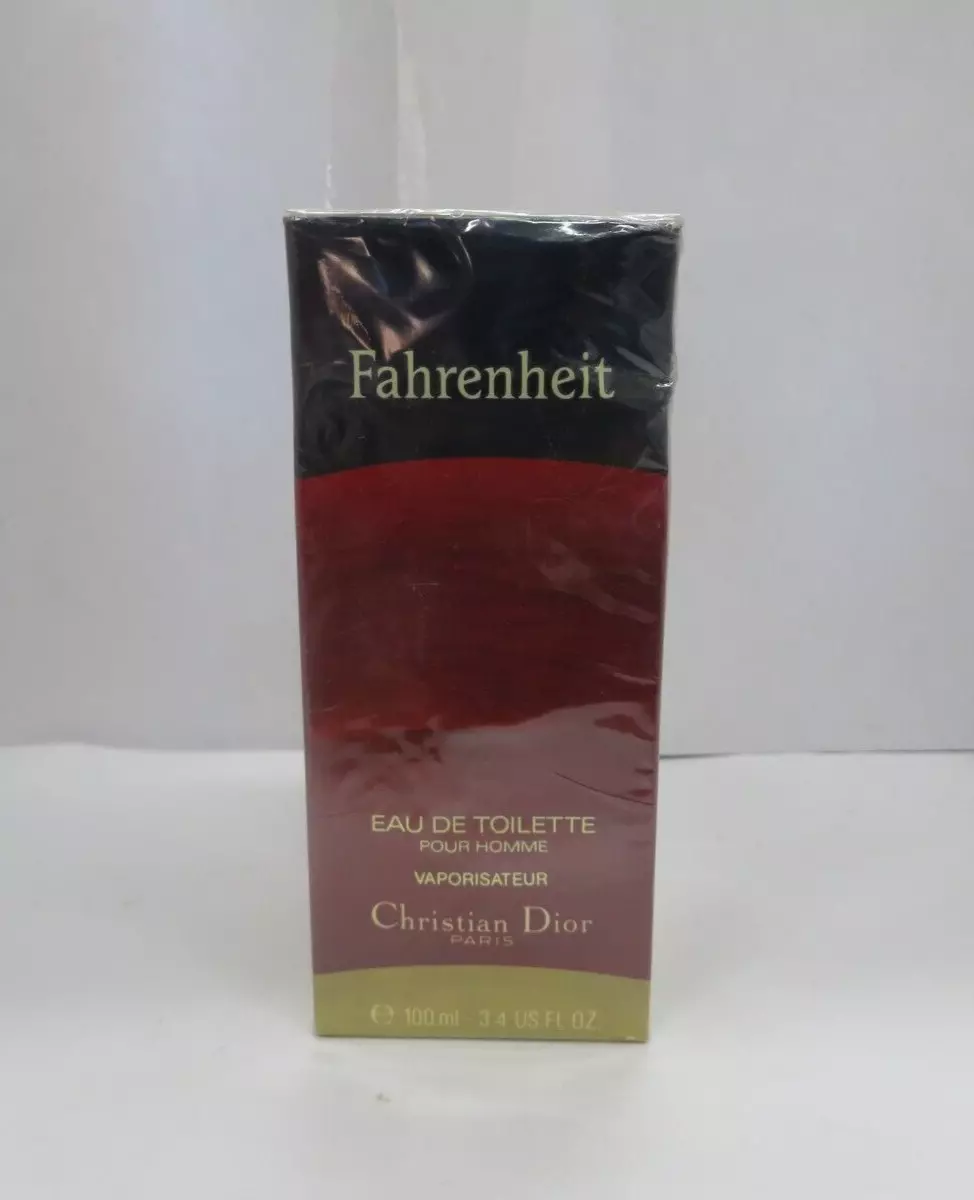 Fahrenheit
EAU DE TOILETTE
POUR HOMME
VAPORISATEUR
Christian Dior
PARIS
℮ 100 ml - 3.4 US FL. OZ.